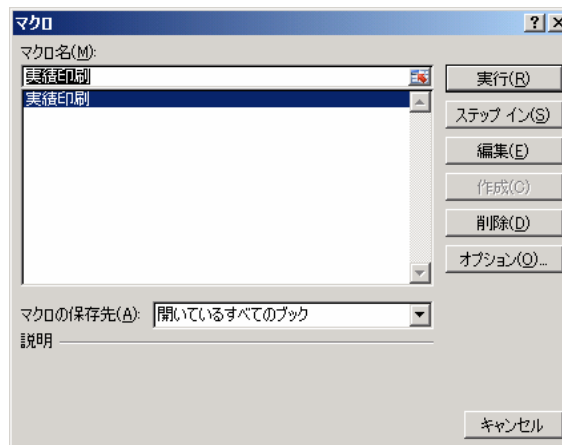 マクロ
マクロ名(M):
実績印刷
実績印刷
実行(R)
ステップ イン(S)
編集(E)
作成(C)
削除(D)
オプション(O)...
マクロの保存先(A):
開いているすべてのブック
説明
キャンセル